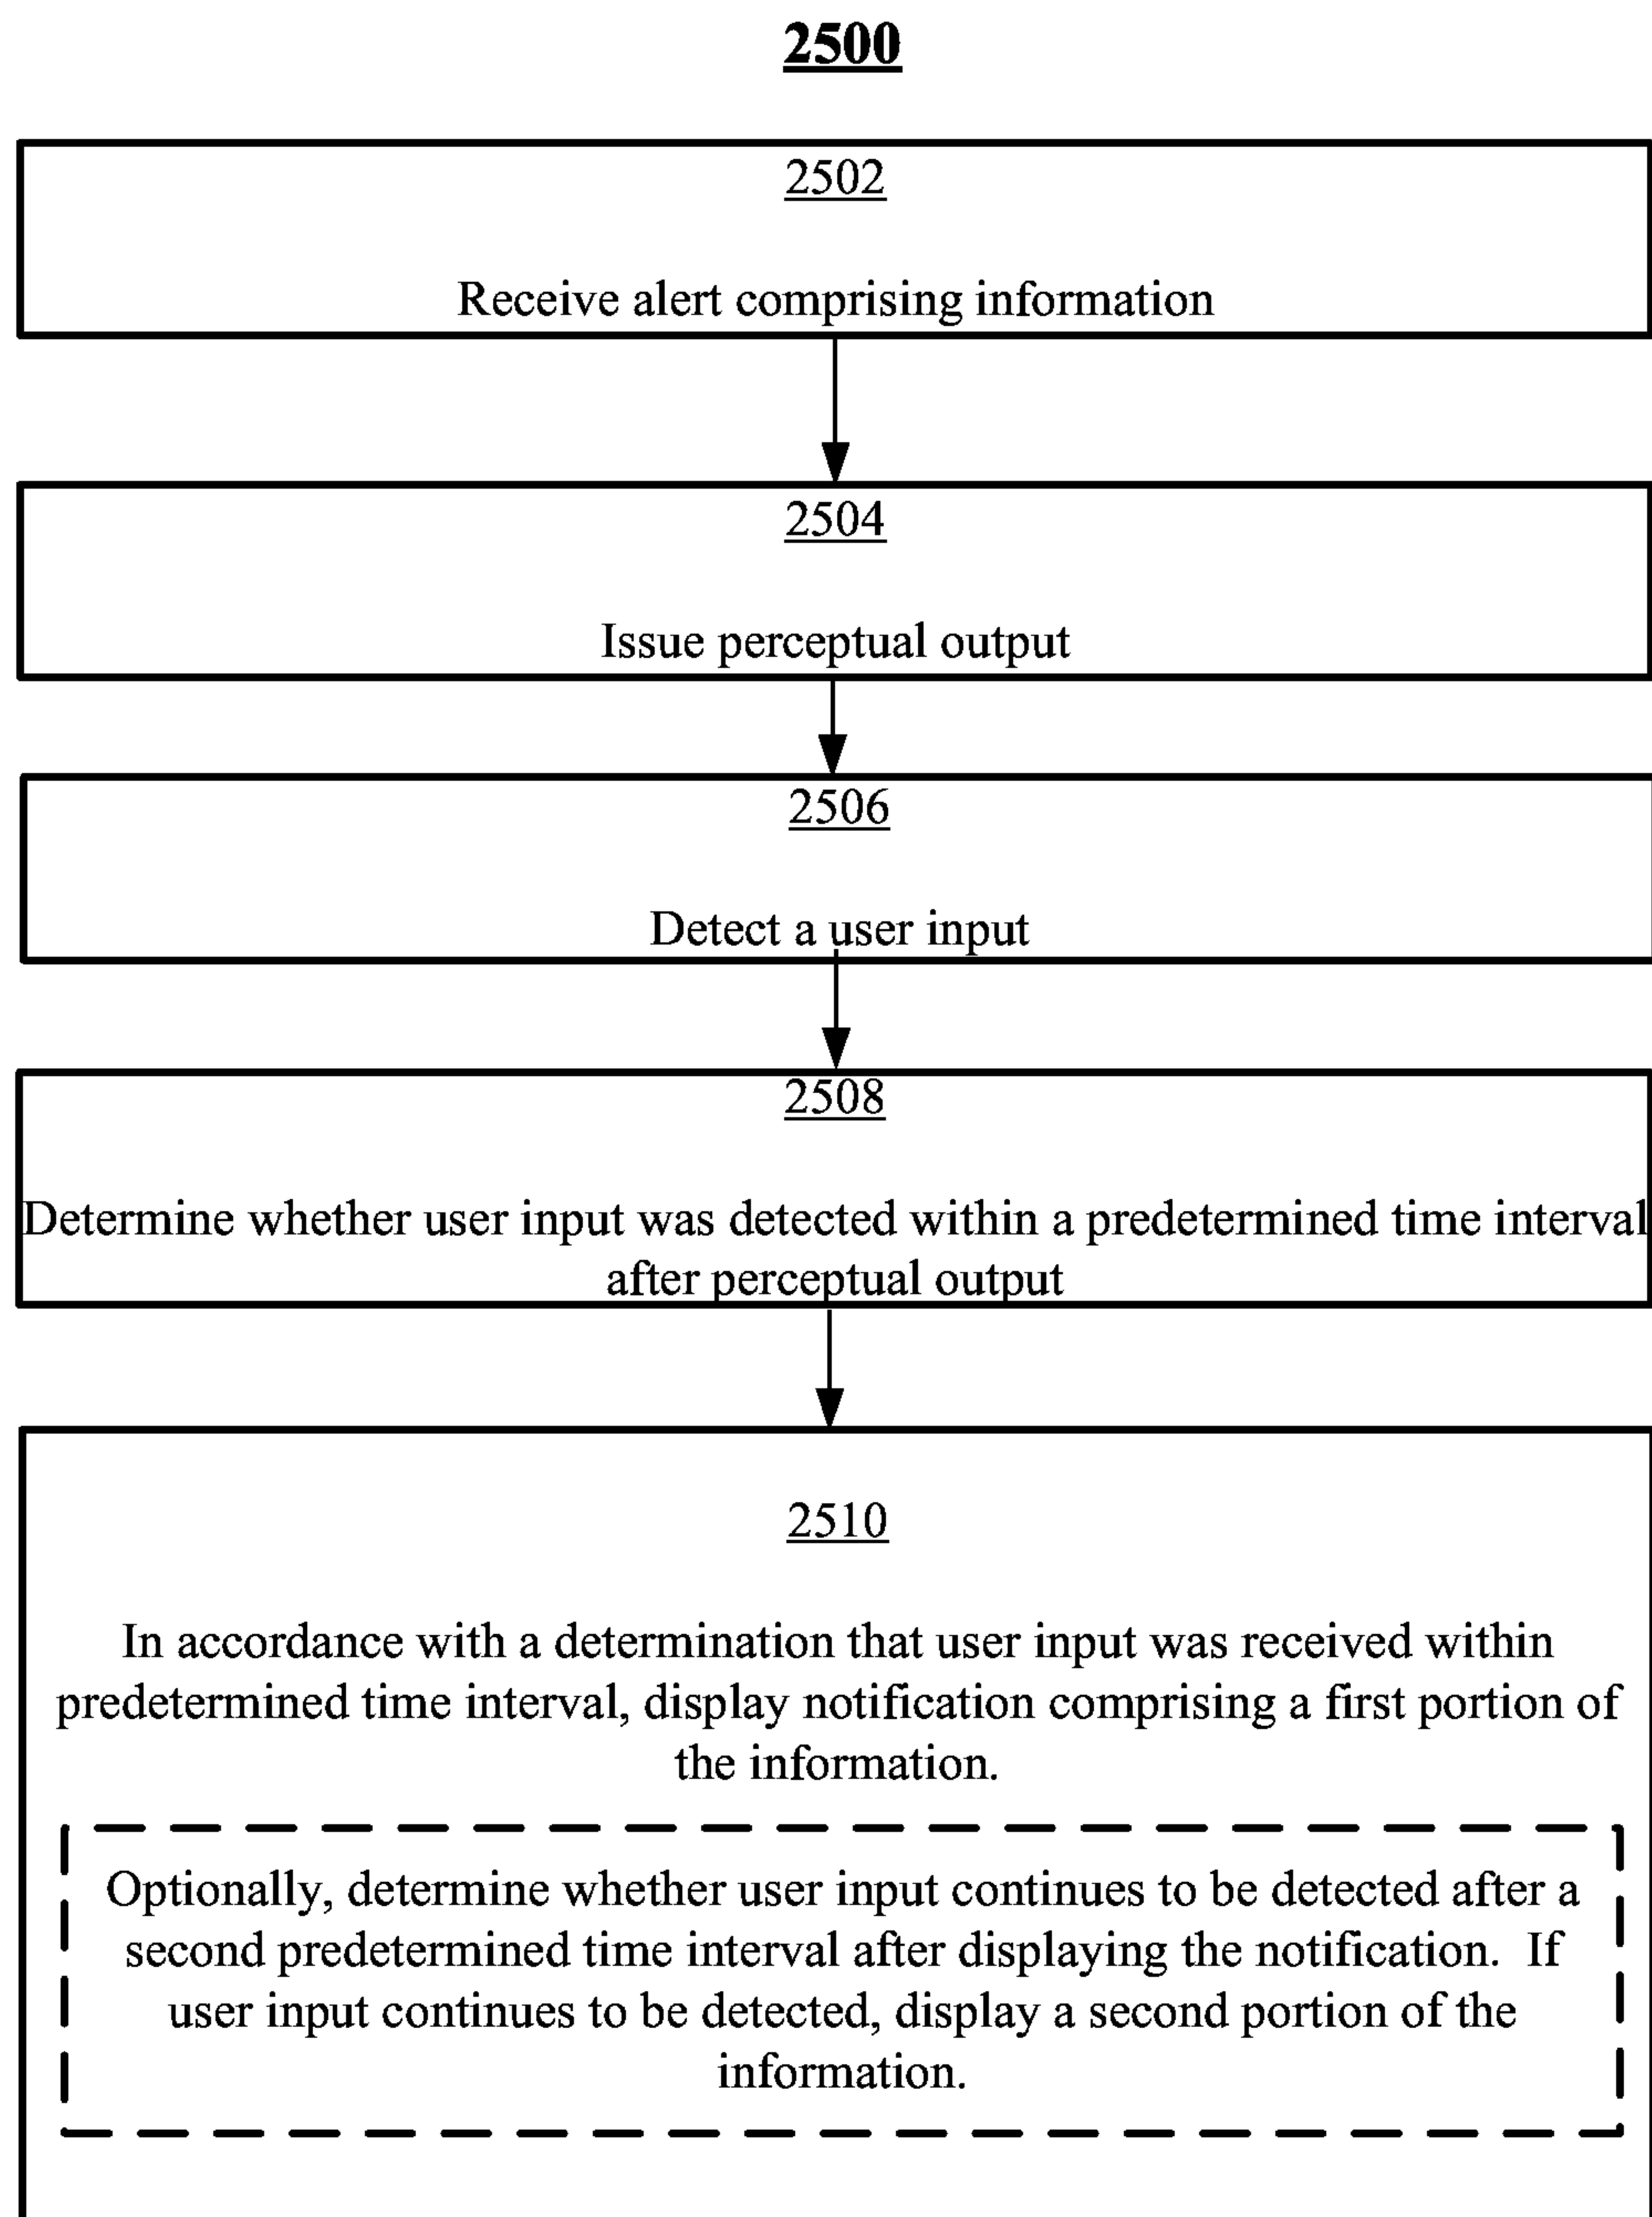 2500
2502
Receive alert comprising information
2504
Issue perceptual output
2506
Detect a user input
2508
Determine whether user input was detected within a predetermined time interval
after perceptual output
2510
In accordance with a determination that user input was received within
predetermined time interval, display notification comprising a first portion of
the information.
Optionally, determine whether user input continues to be detected after a
second predetermined time interval after displaying the notification. If
user input continues to be detected, display a second portion of the
information.